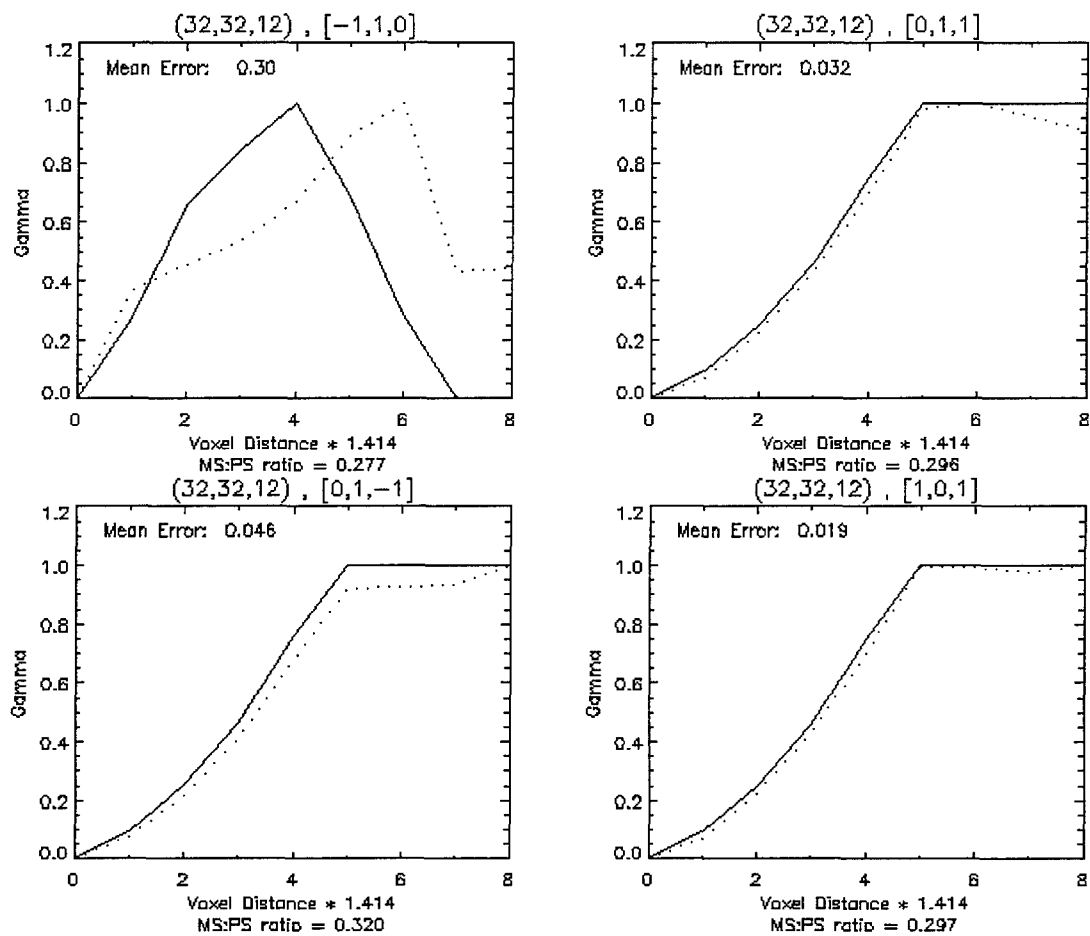 (32,32,12) , [-1,1,0]
1.2
Mean Error: 0.30
1.0
0.8
0.6
0.4
0.2
0.0
Gamma
0 2 4 6 8
Voxel Distance * 1.414
MS:PS ratio = 0.277
(32,32,12) , [0,1,1]
1.2
Mean Error: 0.032
1.0
0.8
0.6
0.4
0.2
0.0
Gamma
0 2 4 6 8
Voxel Distance * 1.414
MS:PS ratio = 0.296
(32,32,12) , [0,1,-1]
1.2
Mean Error: 0.046
1.0
0.8
0.6
0.4
0.2
0.0
Gamma
0 2 4 6 8
Voxel Distance * 1.414
MS:PS ratio = 0.320
(32,32,12) , [1,0,1]
1.2
Mean Error: 0.019
1.0
0.8
0.6
0.4
0.2
0.0
Gamma
0 2 4 6 8
Voxel Distance * 1.414
MS:PS ratio = 0.297